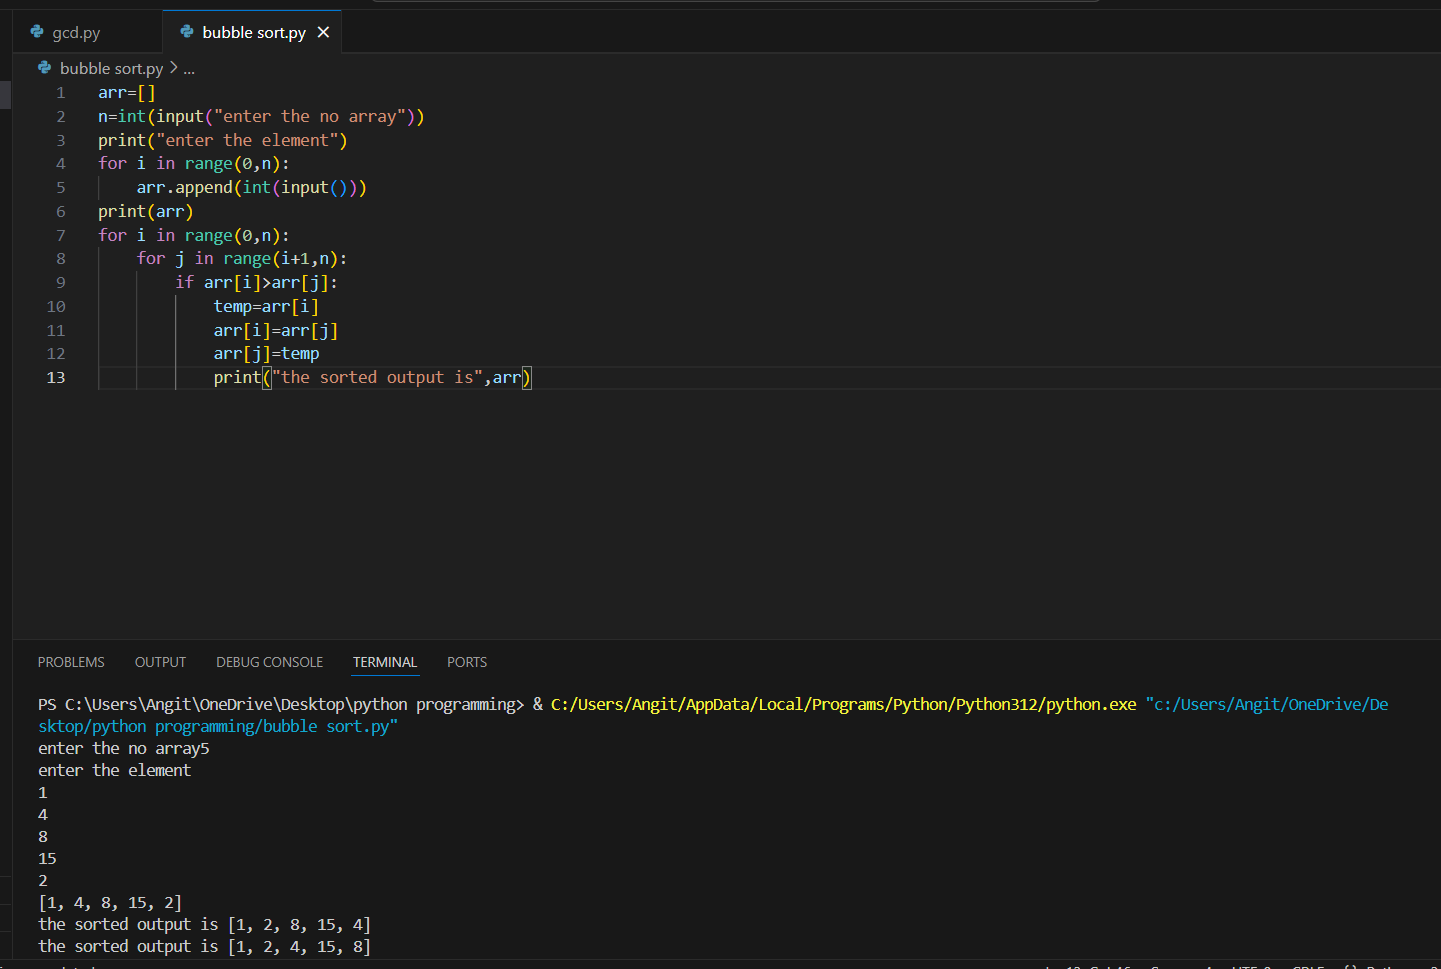 gcd.py
bubble sort.py
bubble sort.py > ...
1 arr=[]
2 n=int(input("enter the no array"))
3 print("enter the element")
4 for i in range(0,n):
5     arr.append(int(input()))
6 print(arr)
7 for i in range(0,n):
8     for j in range(i+1,n):
9         if arr[i]>arr[j]:
10             temp=arr[i]
11             arr[i]=arr[j]
12             arr[j]=temp
13             print("the sorted output is",arr)
PROBLEMS OUTPUT DEBUG CONSOLE TERMINAL PORTS
PS C:\Users\Angit\OneDrive\Desktop\python programming> & C:/Users/Angit/AppData/Local/Programs/Python/Python312/python.exe "c:/Users/Angit/OneDrive/De
sktop/python programming/bubble sort.py"
enter the no array5
enter the element
1
4
8
15
2
[1, 4, 8, 15, 2]
the sorted output is [1, 2, 8, 15, 4]
the sorted output is [1, 2, 4, 15, 8]